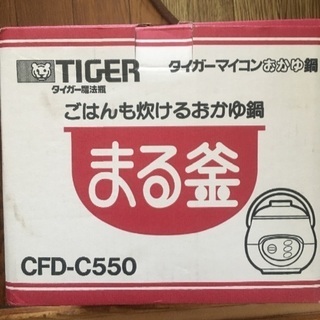 TIGER
タイガー魔法瓶
タイガーマイコンおかゆ鍋
ごはんも炊けるおかゆ鍋
まる釜
CFD-C550